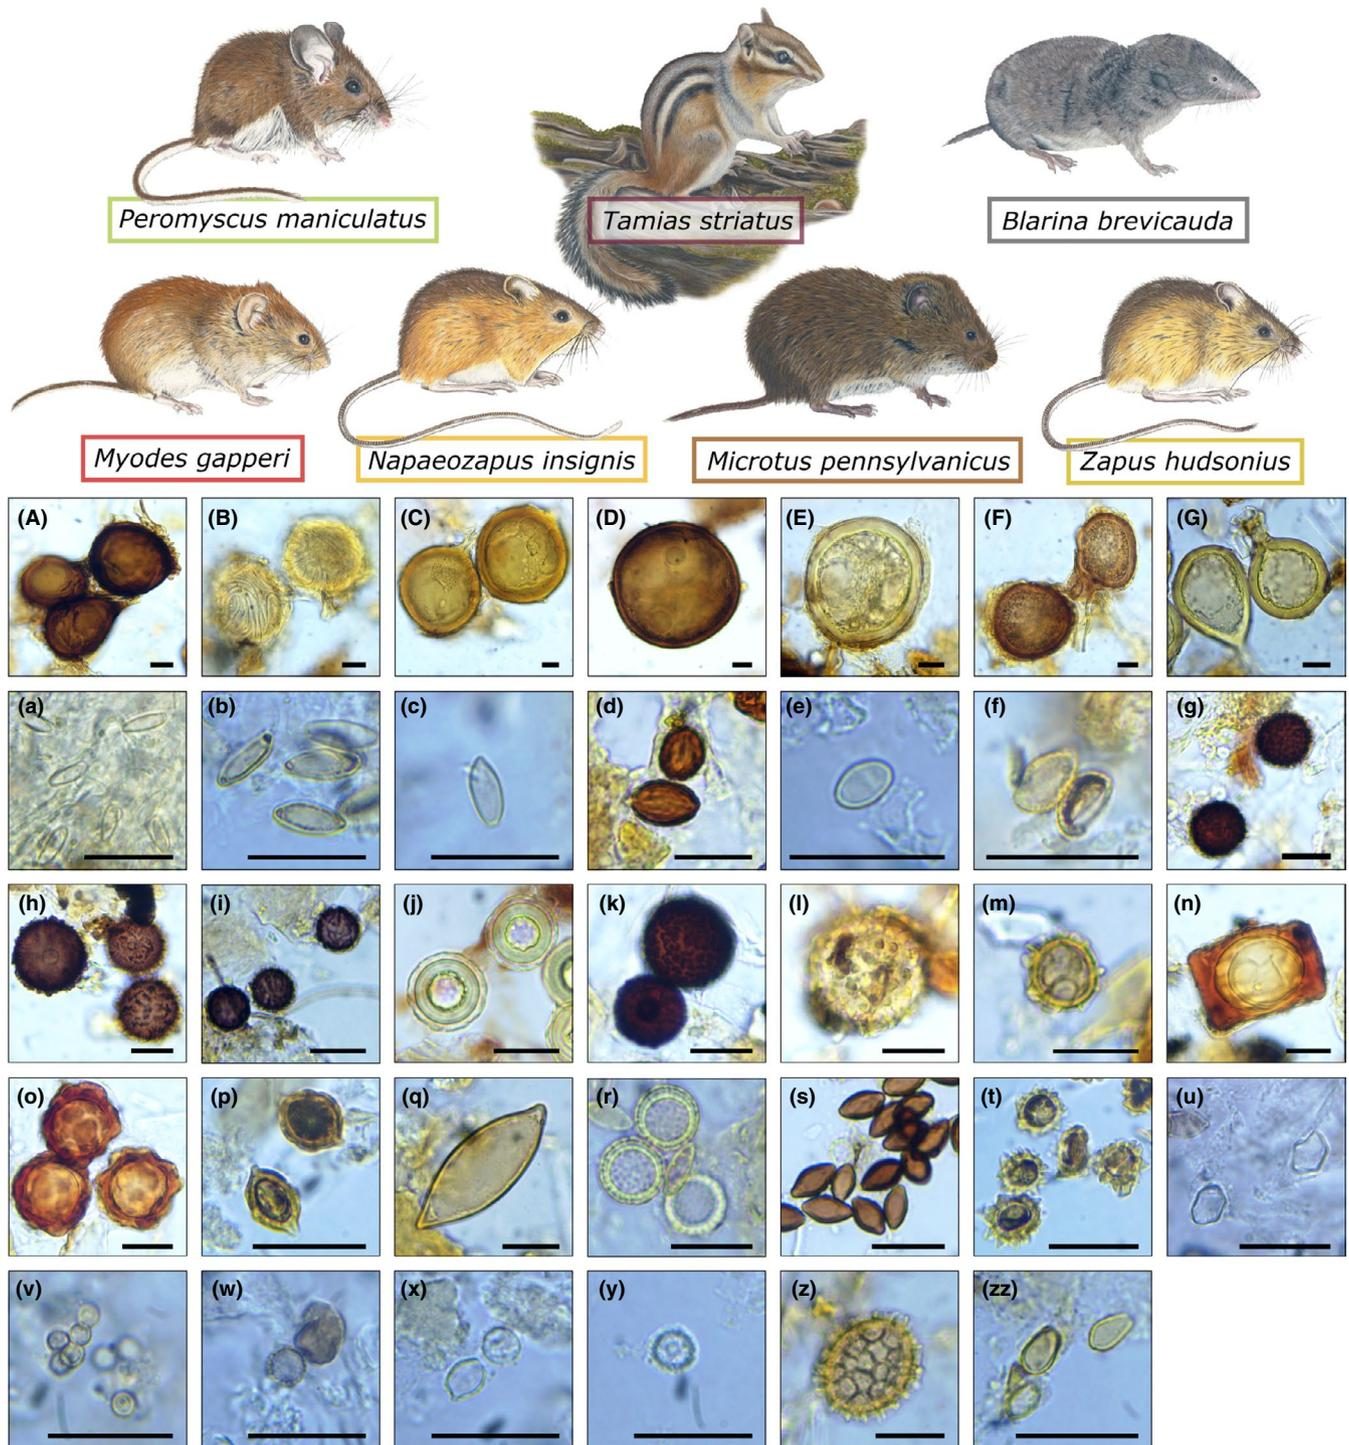 Peromyscus maniculatus
Tamias striatus
Blarina brevicauda
Myodes gapperi
Napaeozapus insignis
Microtus pennsylvanicus
Zapus hudsonius
(A)
(B)
(C)
(D)
(E)
(F)
(G)
(a)
(b)
(c)
(d)
(e)
(f)
(g)
(h)
(i)
(j)
(k)
(l)
(m)
(n)
(o)
(p)
(q)
(r)
(s)
(t)
(u)
(v)
(w)
(x)
(y)
(z)
(zz)